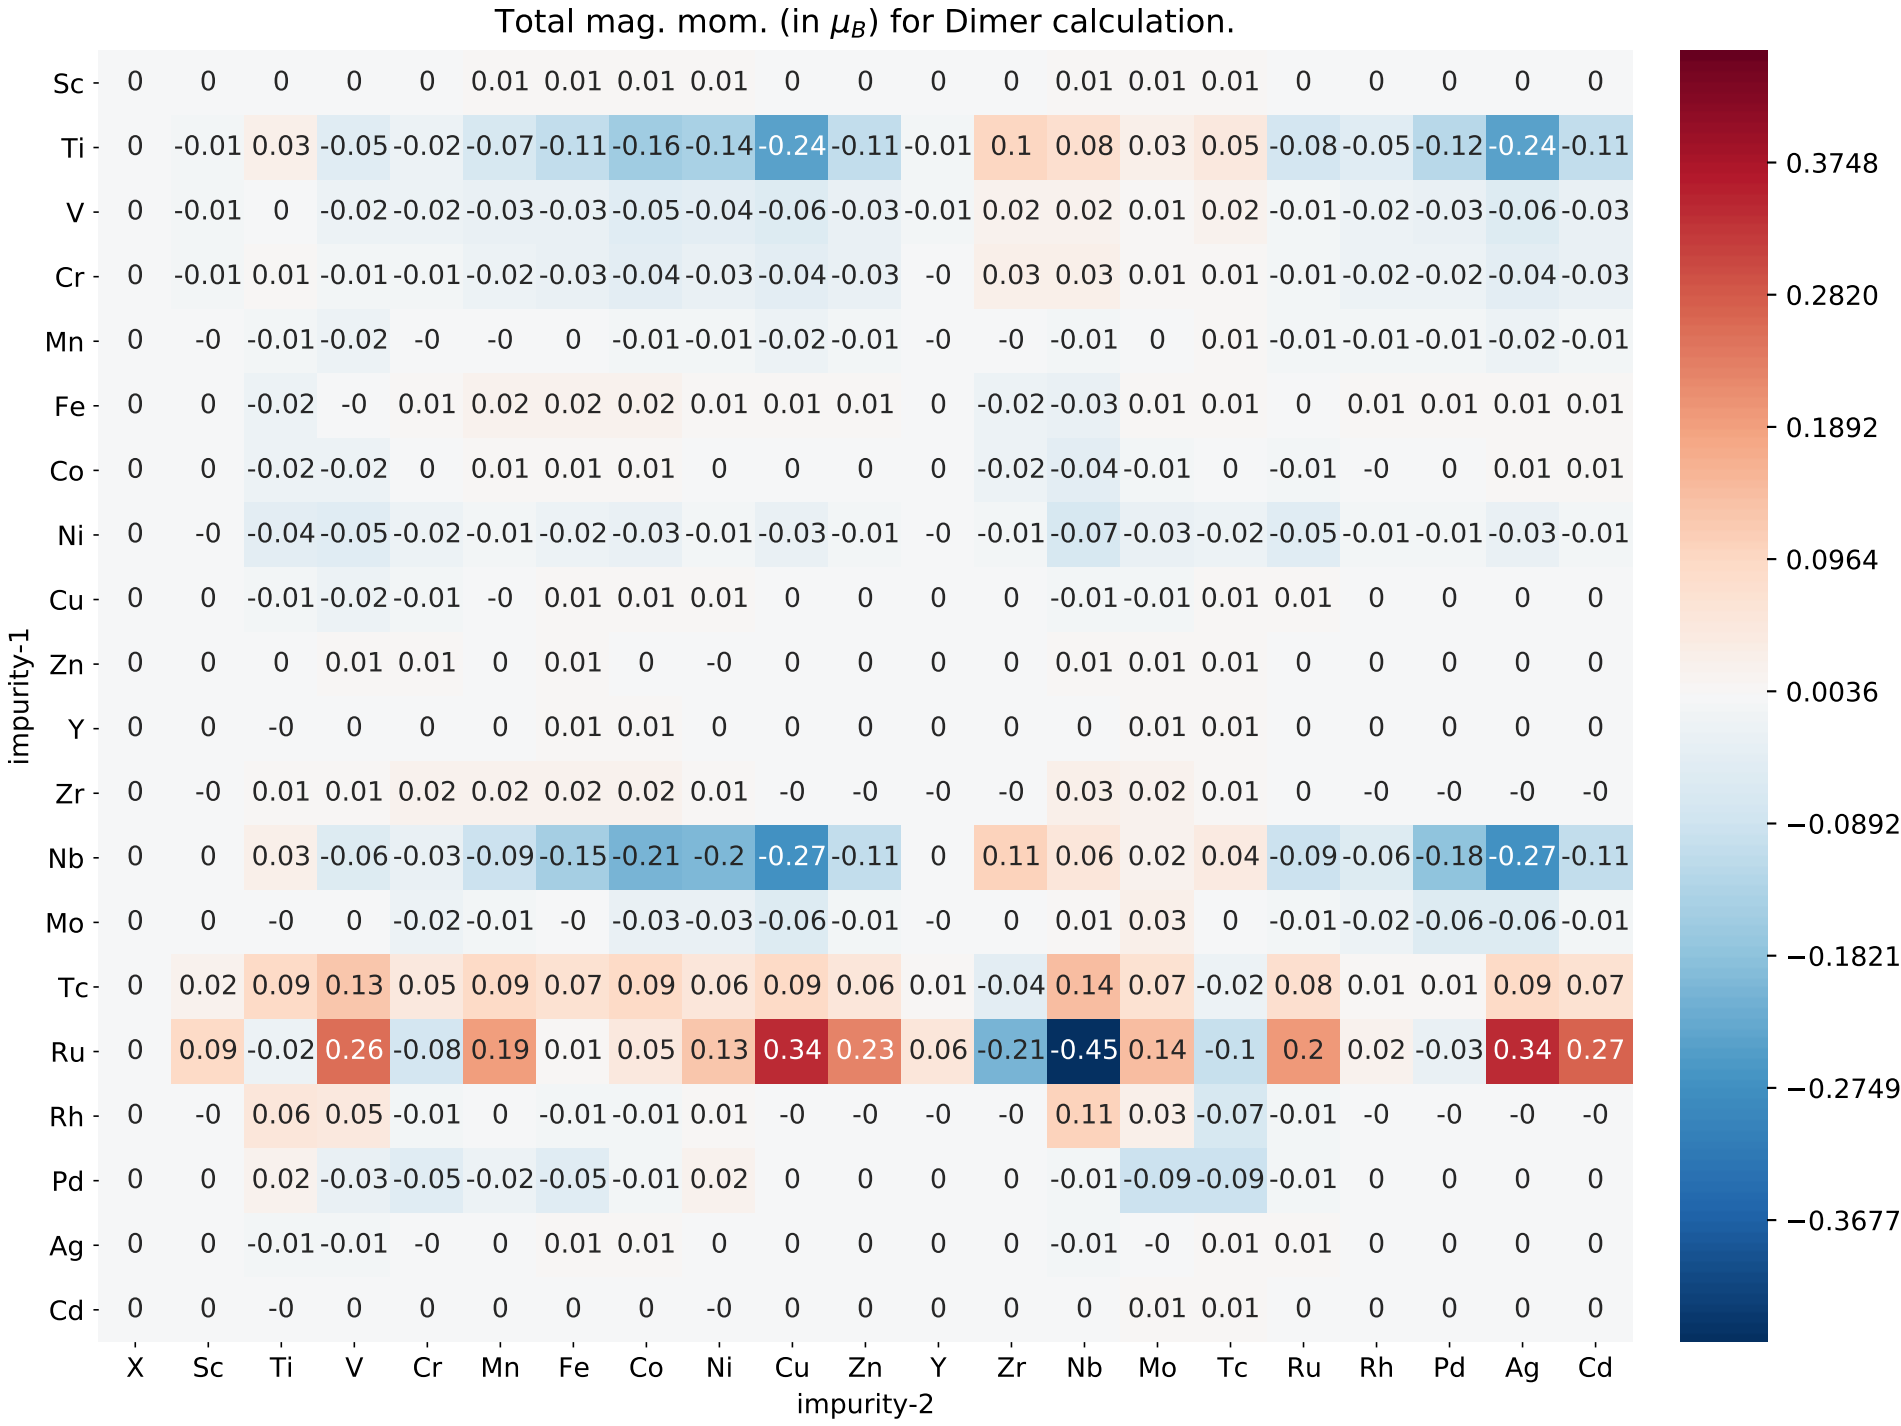 Total mag. mom. (in μB) for Dimer calculation.
Sc 0 0 0 0 0 0.01 0.01 0.01 0.01 0 0 0 0 0.01 0.01 0.01 0 0 0 0 0
Ti 0 -0.01 0.03 -0.05 -0.02 -0.07 -0.11 -0.16 -0.14 -0.24 -0.11 -0.01 0.1 0.08 0.03 0.05 -0.08 -0.05 -0.12 -0.24 -0.11
0.3748
V 0 -0.01 0 -0.02 -0.02 -0.03 -0.03 -0.05 -0.04 -0.06 -0.03 -0.01 0.02 0.02 0.01 0.02 -0.01 -0.02 -0.03 -0.06 -0.03
Cr 0 -0.01 0.01 -0.01 -0.01 -0.02 -0.03 -0.04 -0.03 -0.04 -0.03 -0 0.03 0.03 0.01 0.01 -0.01 -0.02 -0.02 -0.04 -0.03
0.2820
Mn 0 -0 -0.01 -0.02 -0 -0 0 -0.01 -0.01 -0.02 -0.01 -0 -0 -0.01 0 0.01 -0.01 -0.01 -0.01 -0.02 -0.01
Fe 0 0 -0.02 -0 0.01 0.02 0.02 0.02 0.01 0.01 0.01 0 -0.02 -0.03 0.01 0.01 0 0.01 0.01 0.01 0.01
0.1892
Co 0 0 -0.02 -0.02 0 0.01 0.01 0.01 0 0 0 0 -0.02 -0.04 -0.01 0 -0.01 -0 0 0.01 0.01
Ni 0 -0 -0.04 -0.05 -0.02 -0.01 -0.02 -0.03 -0.01 -0.03 -0.01 -0 -0.01 -0.07 -0.03 -0.02 -0.05 -0.01 -0.01 -0.03 -0.01
0.0964
Cu 0 0 -0.01 -0.02 -0.01 -0 0.01 0.01 0.01 0 0 0 0 -0.01 -0.01 0.01 0.01 0 0 0 0
Zn 0 0 0 0.01 0.01 0 0.01 0 -0 0 0 0 0 0.01 0.01 0.01 0 0 0 0 0
impurity-1
0.0036
Y 0 0 -0 0 0 0 0.01 0.01 0 0 0 0 0 0 0.01 0.01 0 0 0 0 0
Zr 0 -0 0.01 0.01 0.02 0.02 0.02 0.02 0.01 -0 -0 -0 -0 0.03 0.02 0.01 0 -0 -0 -0 -0
−0.0892
Nb 0 0 0.03 -0.06 -0.03 -0.09 -0.15 -0.21 -0.2 -0.27 -0.11 0 0.11 0.06 0.02 0.04 -0.09 -0.06 -0.18 -0.27 -0.11
Mo 0 0 -0 0 -0.02 -0.01 -0 -0.03 -0.03 -0.06 -0.01 -0 0 0.01 0.03 0 -0.01 -0.02 -0.06 -0.06 -0.01
−0.1821
Tc 0 0.02 0.09 0.13 0.05 0.09 0.07 0.09 0.06 0.09 0.06 0.01 -0.04 0.14 0.07 -0.02 0.08 0.01 0.01 0.09 0.07
Ru 0 0.09 -0.02 0.26 -0.08 0.19 0.01 0.05 0.13 0.34 0.23 0.06 -0.21 -0.45 0.14 -0.1 0.2 0.02 -0.03 0.34 0.27
−0.2749
Rh 0 -0 0.06 0.05 -0.01 0 -0.01 -0.01 0.01 -0 -0 -0 -0 0.11 0.03 -0.07 -0.01 -0 -0 -0 -0
Pd 0 0 0.02 -0.03 -0.05 -0.02 -0.05 -0.01 0.02 0 0 0 0 -0.01 -0.09 -0.09 -0.01 0 0 0 0
−0.3677
Ag 0 0 -0.01 -0.01 -0 0 0.01 0.01 0 0 0 0 0 -0.01 -0 0.01 0.01 0 0 0 0
Cd 0 0 -0 0 0 0 0 0 -0 0 0 0 0 0 0.01 0.01 0 0 0 0 0
X Sc Ti V Cr Mn Fe Co Ni Cu Zn Y Zr Nb Mo Tc Ru Rh Pd Ag Cd
impurity-2